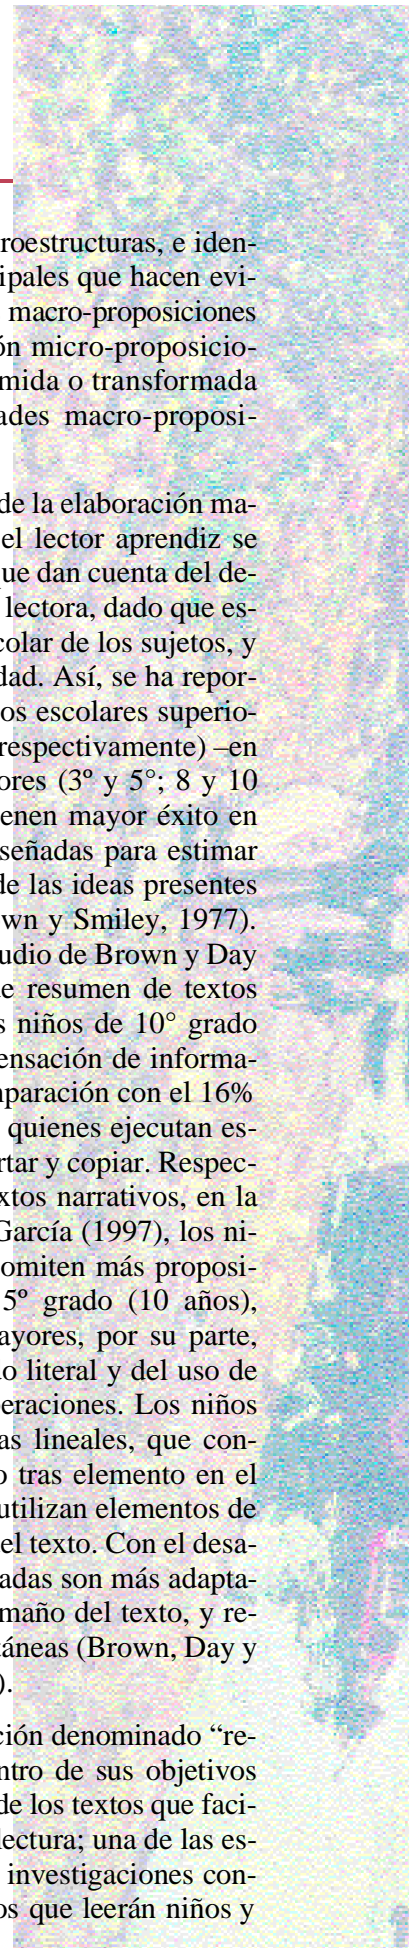 roestructuras, e iden-
ipales que hacen evi-
macro-proposiciones
ón micro-proposicio-
mida o transformada
ades macro-proposi-
de la elaboración ma-
el lector aprendiz se
que dan cuenta del de-
lectora, dado que es-
colar de los sujetos, y
dad. Así, se ha repor-
os escolares superio-
respectivamente) –en
ores (3º y 5°; 8 y 10
enen mayor éxito en
señadas para estimar
de las ideas presentes
wn y Smiley, 1977).
udio de Brown y Day
de resumen de textos
s niños de 10° grado
ensación de informa-
mparación con el 16%
quienes ejecutan es-
rtar y copiar. Respec-
xtos narrativos, en la
García (1997), los ni-
omiten más proposi-
5º grado (10 años),
ayores, por su parte,
do literal y del uso de
peraciones. Los niños
as lineales, que con-
o tras elemento en el
utilizan elementos de
el texto. Con el desa-
adas son más adapta-
maño del texto, y re-
táneas (Brown, Day y
).
ción denominado “re-
entro de sus objetivos
de los textos que faci-
lectura; una de las es-
investigaciones con-
os que leerán niños y